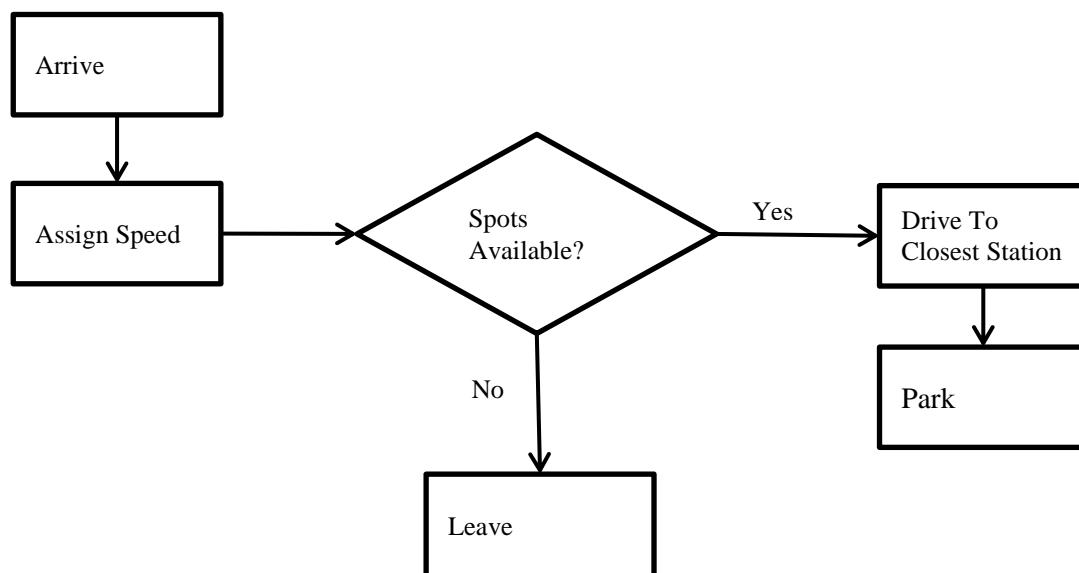 Arrive
Assign Speed
Spots
Available?
Yes
Drive To
Closest Station
No
Park
Leave